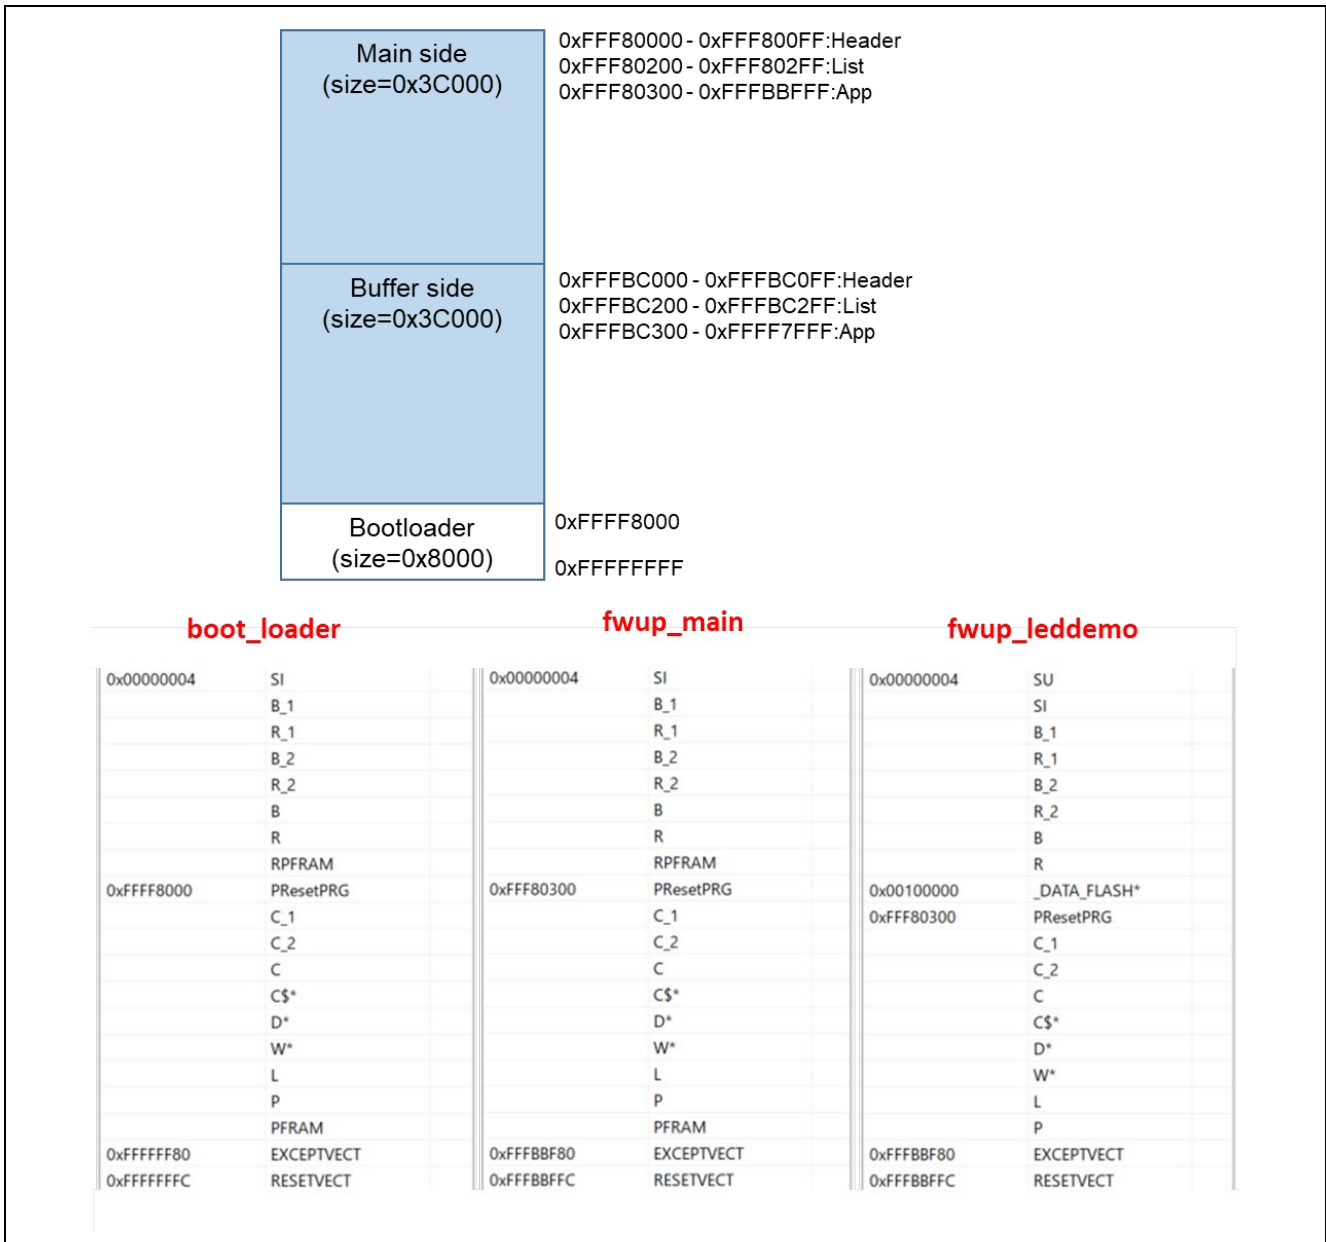 Main side
(size=0x3C000)
0xFFF80000 - 0xFFF800FF:Header
0xFFF80200 - 0xFFF802FF:List
0xFFF80300 - 0xFFFBBFFF:App
Buffer side
(size=0x3C000)
0xFFFBC000 - 0xFFFBC0FF:Header
0xFFFBC200 - 0xFFFBC2FF:List
0xFFFBC300 - 0xFFFF7FFF:App
Bootloader
(size=0x8000)
0xFFFF8000
0xFFFFFFFF
boot_loader
0x00000004 SI
B_1
R_1
B_2
R_2
B
R
RPFRAM
0xFFFF8000 PResetPRG
C_1
C_2
C
C$*
D*
W*
L
P
PFRAM
0xFFFFFF80 EXCEPTVECT
0xFFFFFFFC RESETVECT
fwup_main
0x00000004 SI
B_1
R_1
B_2
R_2
B
R
RPFRAM
0xFFF80300 PResetPRG
C_1
C_2
C
C$*
D*
W*
L
P
PFRAM
0xFFFBBF80 EXCEPTVECT
0xFFFBBFFC RESETVECT
fwup_leddemo
0x00000004 SU
SI
B_1
R_1
B_2
R_2
B
R
0x00100000 _DATA_FLASH*
0xFFF80300 PResetPRG
C_1
C_2
C
C$*
D*
W*
L
P
0xFFFBBF80 EXCEPTVECT
0xFFFBBFFC RESETVECT